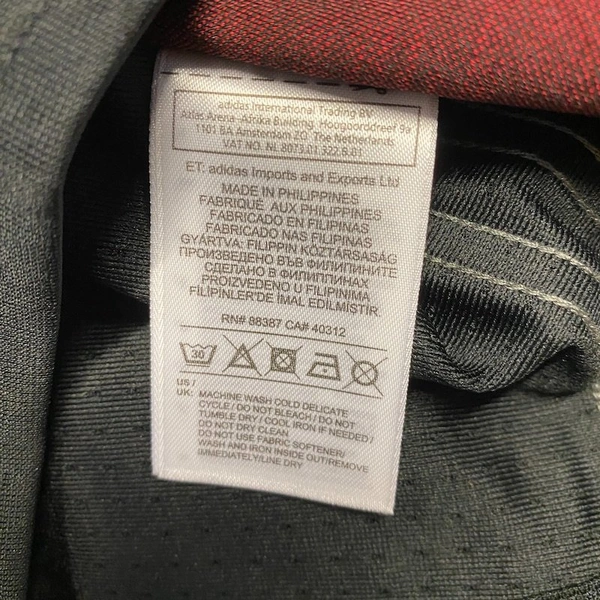 adidas International Trading BV
Atlas Arena -Afrika Building. Hoogoorddreef 9a
1101 BA Amsterdam ZO The Netherlands
VAT NO. NL 8073.01.322.B.01
ET: adidas Imports and Exports Ltd
MADE IN PHILIPPINES
FABRIQUÉ AUX PHILIPPINES
FABRICADO EN FILIPINAS
FABRICADO NAS FILIPINAS
GYÁRTVA: FILIPPIN KÖZTÁRSASÁG
ПРОИЗВЕДЕНО ВЪВ ФИЛИПИНИТЕ
СДЕЛАНО В ФИЛИППИНАХ
PROIZVEDENO U FILIPINIMA
FİLİPİNLER'DE İMAL EDİLMİŞTİR.
RN# 88387 CA# 40312
30
US /
UK: MACHINE WASH COLD DELICATE
CYCLE / DO NOT BLEACH / DO NOT
TUMBLE DRY / COOL IRON IF NEEDED /
DO NOT DRY CLEAN
DO NOT USE FABRIC SOFTENER/
WASH AND IRON INSIDE OUT/REMOVE
IMMEDIATELY/LINE DRY